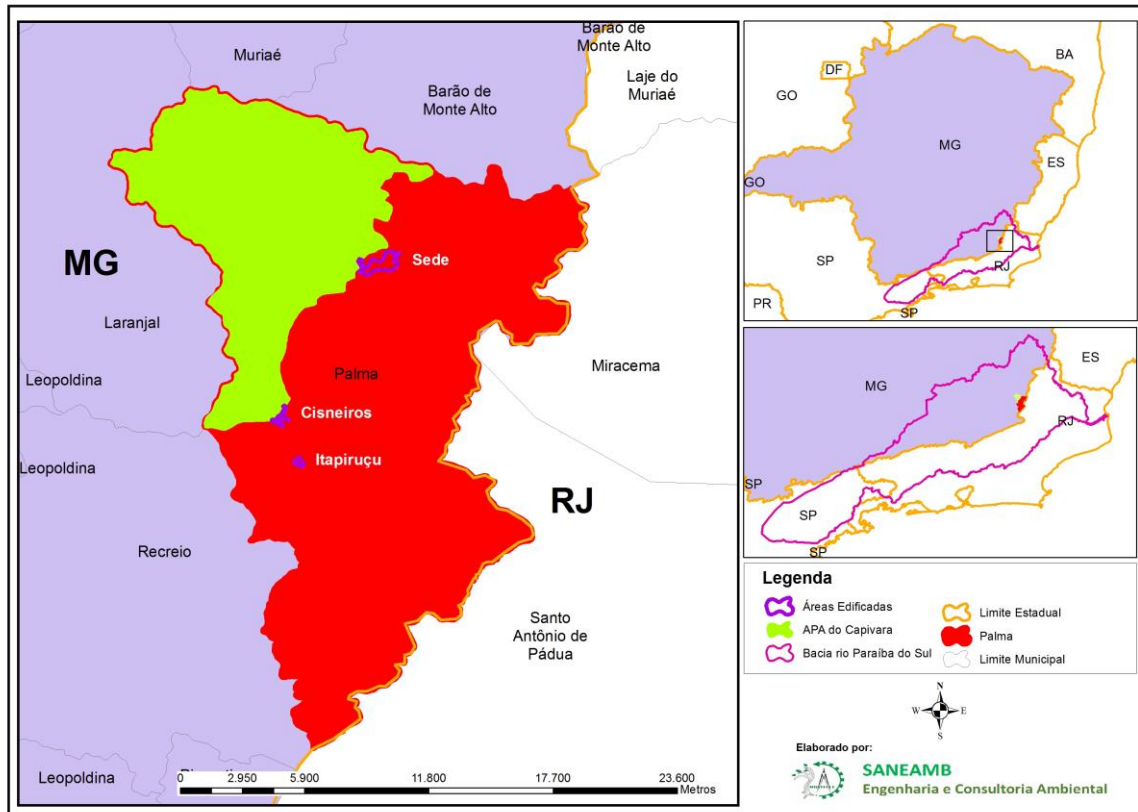 Muriaé
Barão de
Monte Alto
Barão de
Monte Alto
Laje do
Muriaé
MG
Sede
Laranjal
Miracema
Leopoldina
Palma
Cisneiros
Leopoldina
Itapiruçu
RJ
Recreio
Santo
Antônio de
Pádua
Leopoldina
0 2.950 5.900 11.800 17.700 23.600
Metros
DF
BA
GO
MG
ES
GO
SP
RJ
PR
SP
ES
MG
RJ
SP
SP
SP
Legenda
Áreas Edificadas
APA do Capivara
Bacia rio Paraíba do Sul
Limite Estadual
Palma
Limite Municipal
N
W E
S
Elaborado por:
SANEAMB
Engenharia e Consultoria Ambiental